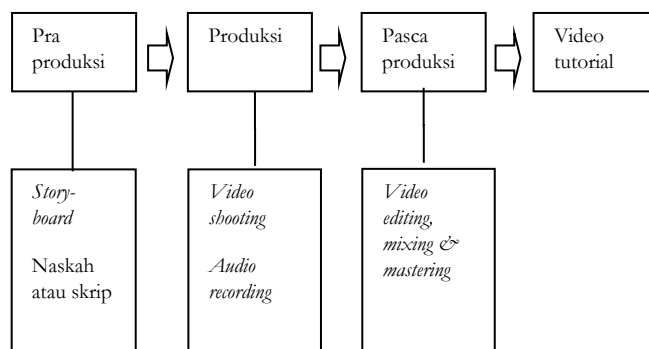 Pra
produksi
Produksi
Pasca
produksi
Video
tutorial
Story-
board
Naskah
atau skrip
Video
shooting
Audio
recording
Video
editing,
mixing &
mastering